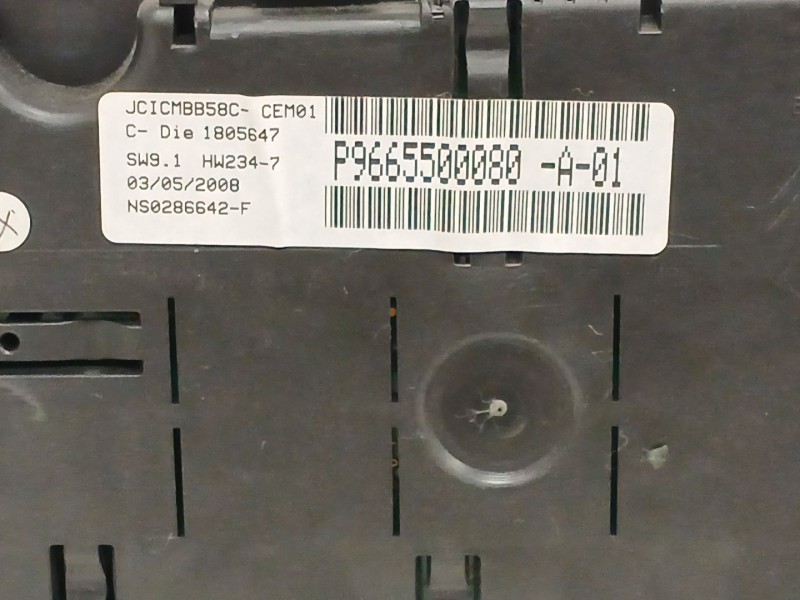 JCICMBB58C- CEM01
C- Die 1805647
SW9.1 HW234-7
03/05/2008
NS0286642-F
P9665500080 -A-01
X